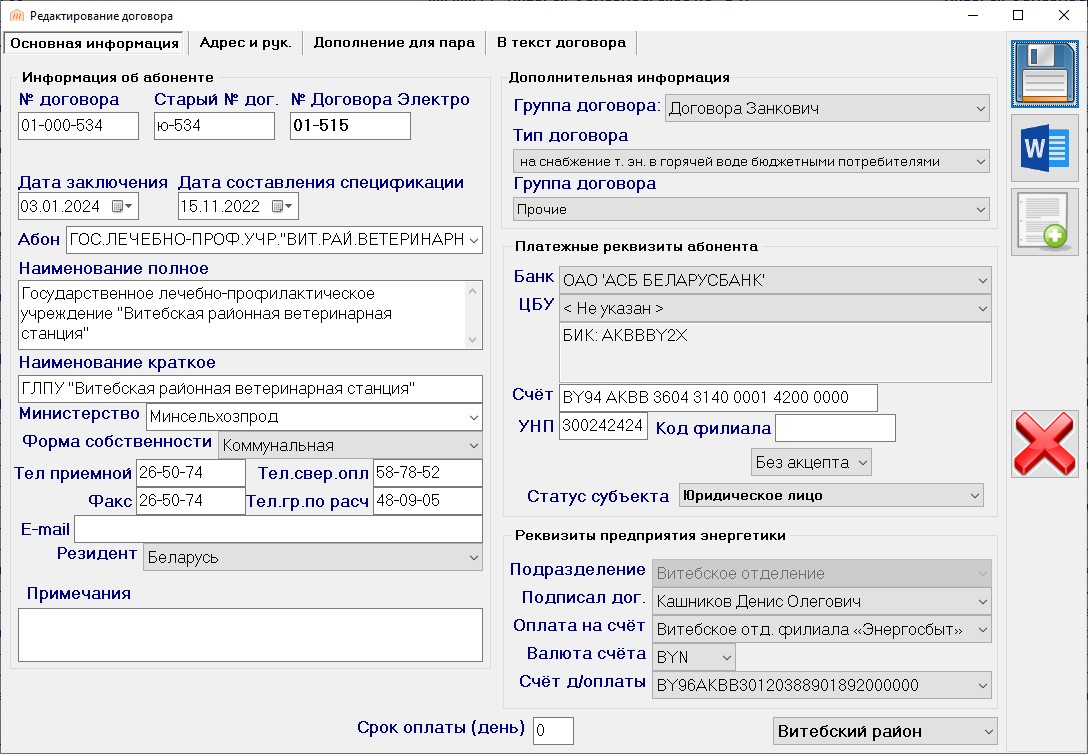 Редактирование договора
Основная информация
Адрес и рук.
Дополнение для пара
В текст договора
Информация об абоненте
№ договора
Старый № дог.
№ Договора Электро
01-000-534
ю-534
01-515
Дата заключения
Дата составления спецификации
03.01.2024
15.11.2022
Абон
ГОС.ЛЕЧЕБНО-ПРОФ.УЧР."ВИТ.РАЙ.ВЕТЕРИНАРН
Наименование полное
Государственное лечебно-профилактическое
учреждение "Витебская районная ветеринарная
станция"
Наименование краткое
ГЛПУ "Витебская районная ветеринарная станция"
Министерство
Минсельхозпрод
Форма собственности
Коммунальная
Тел приемной
26-50-74
Тел.свер.опл
58-78-52
Факс
26-50-74
Тел.гр.по расч
48-09-05
E-mail
Резидент
Беларусь
Примечания
Дополнительная информация
Группа договора:
Договора Занкович
Тип договора
на снабжение т. эн. в горячей воде бюджетными потребителями
Группа договора
Прочие
Платежные реквизиты абонента
Банк
ОАО 'АСБ БЕЛАРУСБАНК'
ЦБУ
< Не указан >
БИК: AKBBBY2X
Счёт
BY94 AKBB 3604 3140 0001 4200 0000
УНП
300242424
Код филиала
Без акцепта
Статус субъекта
Юридическое лицо
Реквизиты предприятия энергетики
Подразделение
Витебское отделение
Подписал дог.
Кашников Денис Олегович
Оплата на счёт
Витебское отд. филиала «Энергосбыт»
Валюта счёта
BYN
Счёт д/оплаты
BY96AKBB30120388901892000000
Срок оплаты (день)
0
Витебский район
W